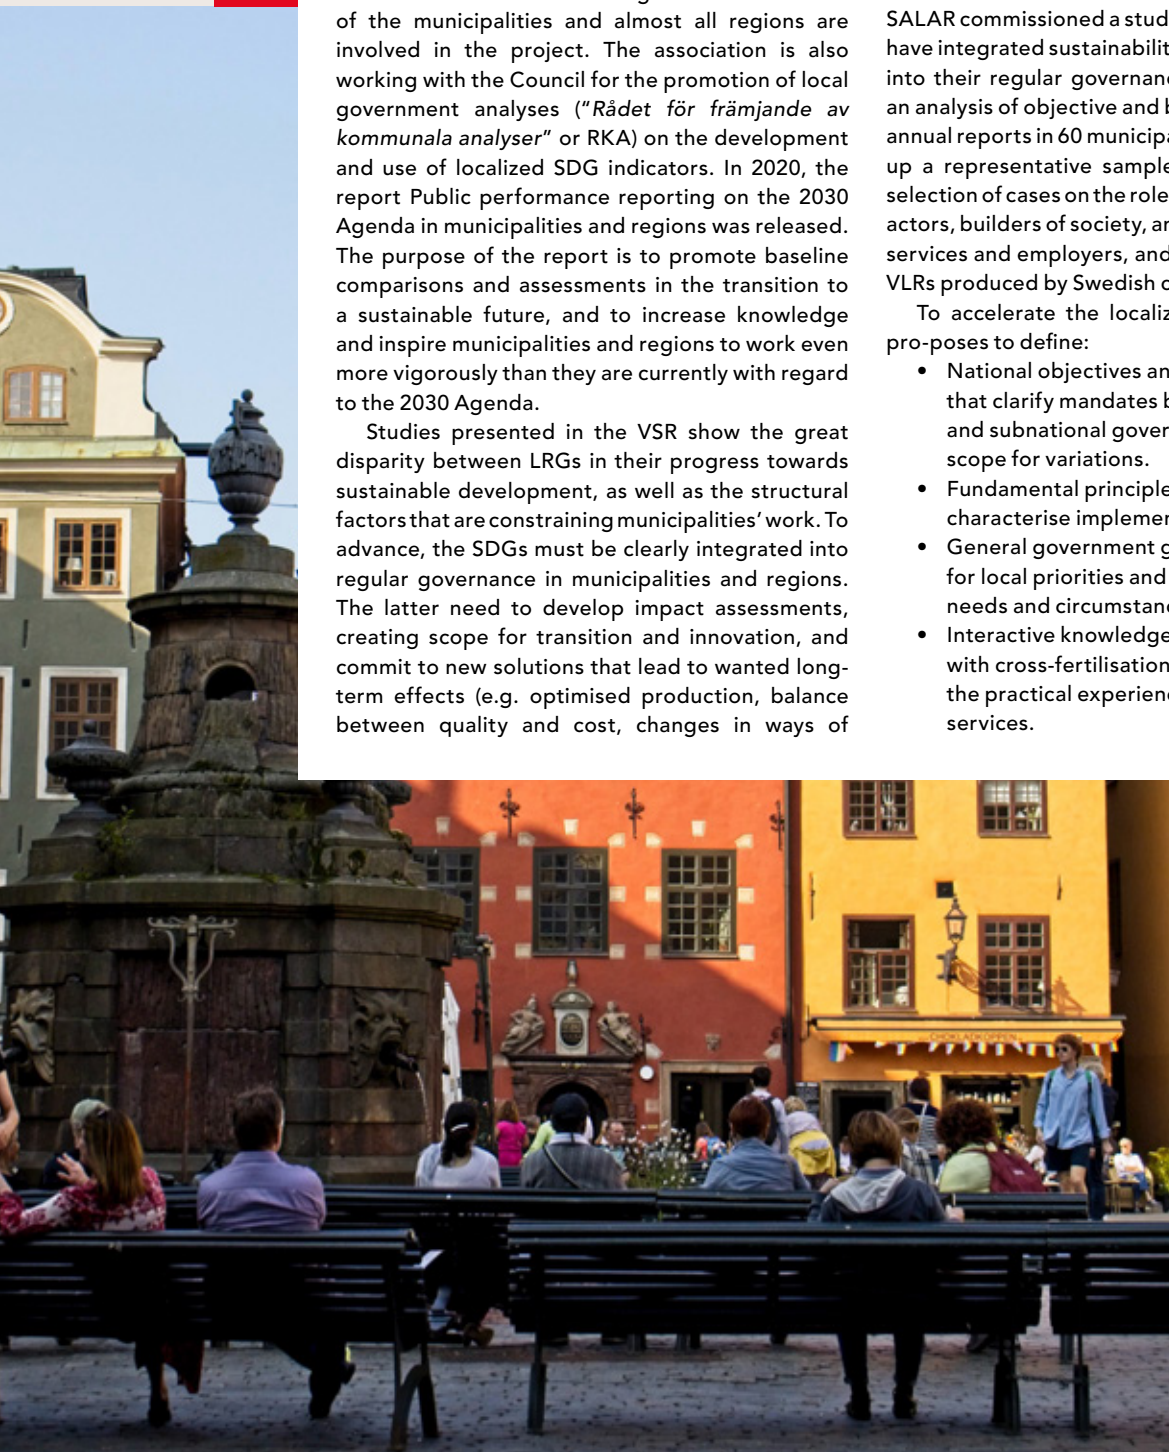 of the municipalities and almost all regions are
involved in the project. The association is also
working with the Council for the promotion of local
government analyses (“Rådet för främjande av
kommunala analyser” or RKA) on the development
and use of localized SDG indicators. In 2020, the
report Public performance reporting on the 2030
Agenda in municipalities and regions was released.
The purpose of the report is to promote baseline
comparisons and assessments in the transition to
a sustainable future, and to increase knowledge
and inspire municipalities and regions to work even
more vigorously than they are currently with regard
to the 2030 Agenda.
Studies presented in the VSR show the great
disparity between LRGs in their progress towards
sustainable development, as well as the structural
factors that are constraining municipalities’ work. To
advance, the SDGs must be clearly integrated into
regular governance in municipalities and regions.
The latter need to develop impact assessments,
creating scope for transition and innovation, and
commit to new solutions that lead to wanted long-
term effects (e.g. optimised production, balance
between quality and cost, changes in ways of
SALAR commissioned a
have integrated
into their regular
an analysis of objective and
annual reports in 60
up a representative
selection of cases on the role
actors, builders of society,
services and employers, and
VLRs produced by Swedish
To accelerate the
pro-poses to define:
• National objectives
that clarify mandates
and subnational
scope for variations.
• Fundamental
characterise
• General government
for local priorities and
needs and
• Interactive knowledge
with cross-fertilisation
the practical
services.
CHOKLADKOPPEN